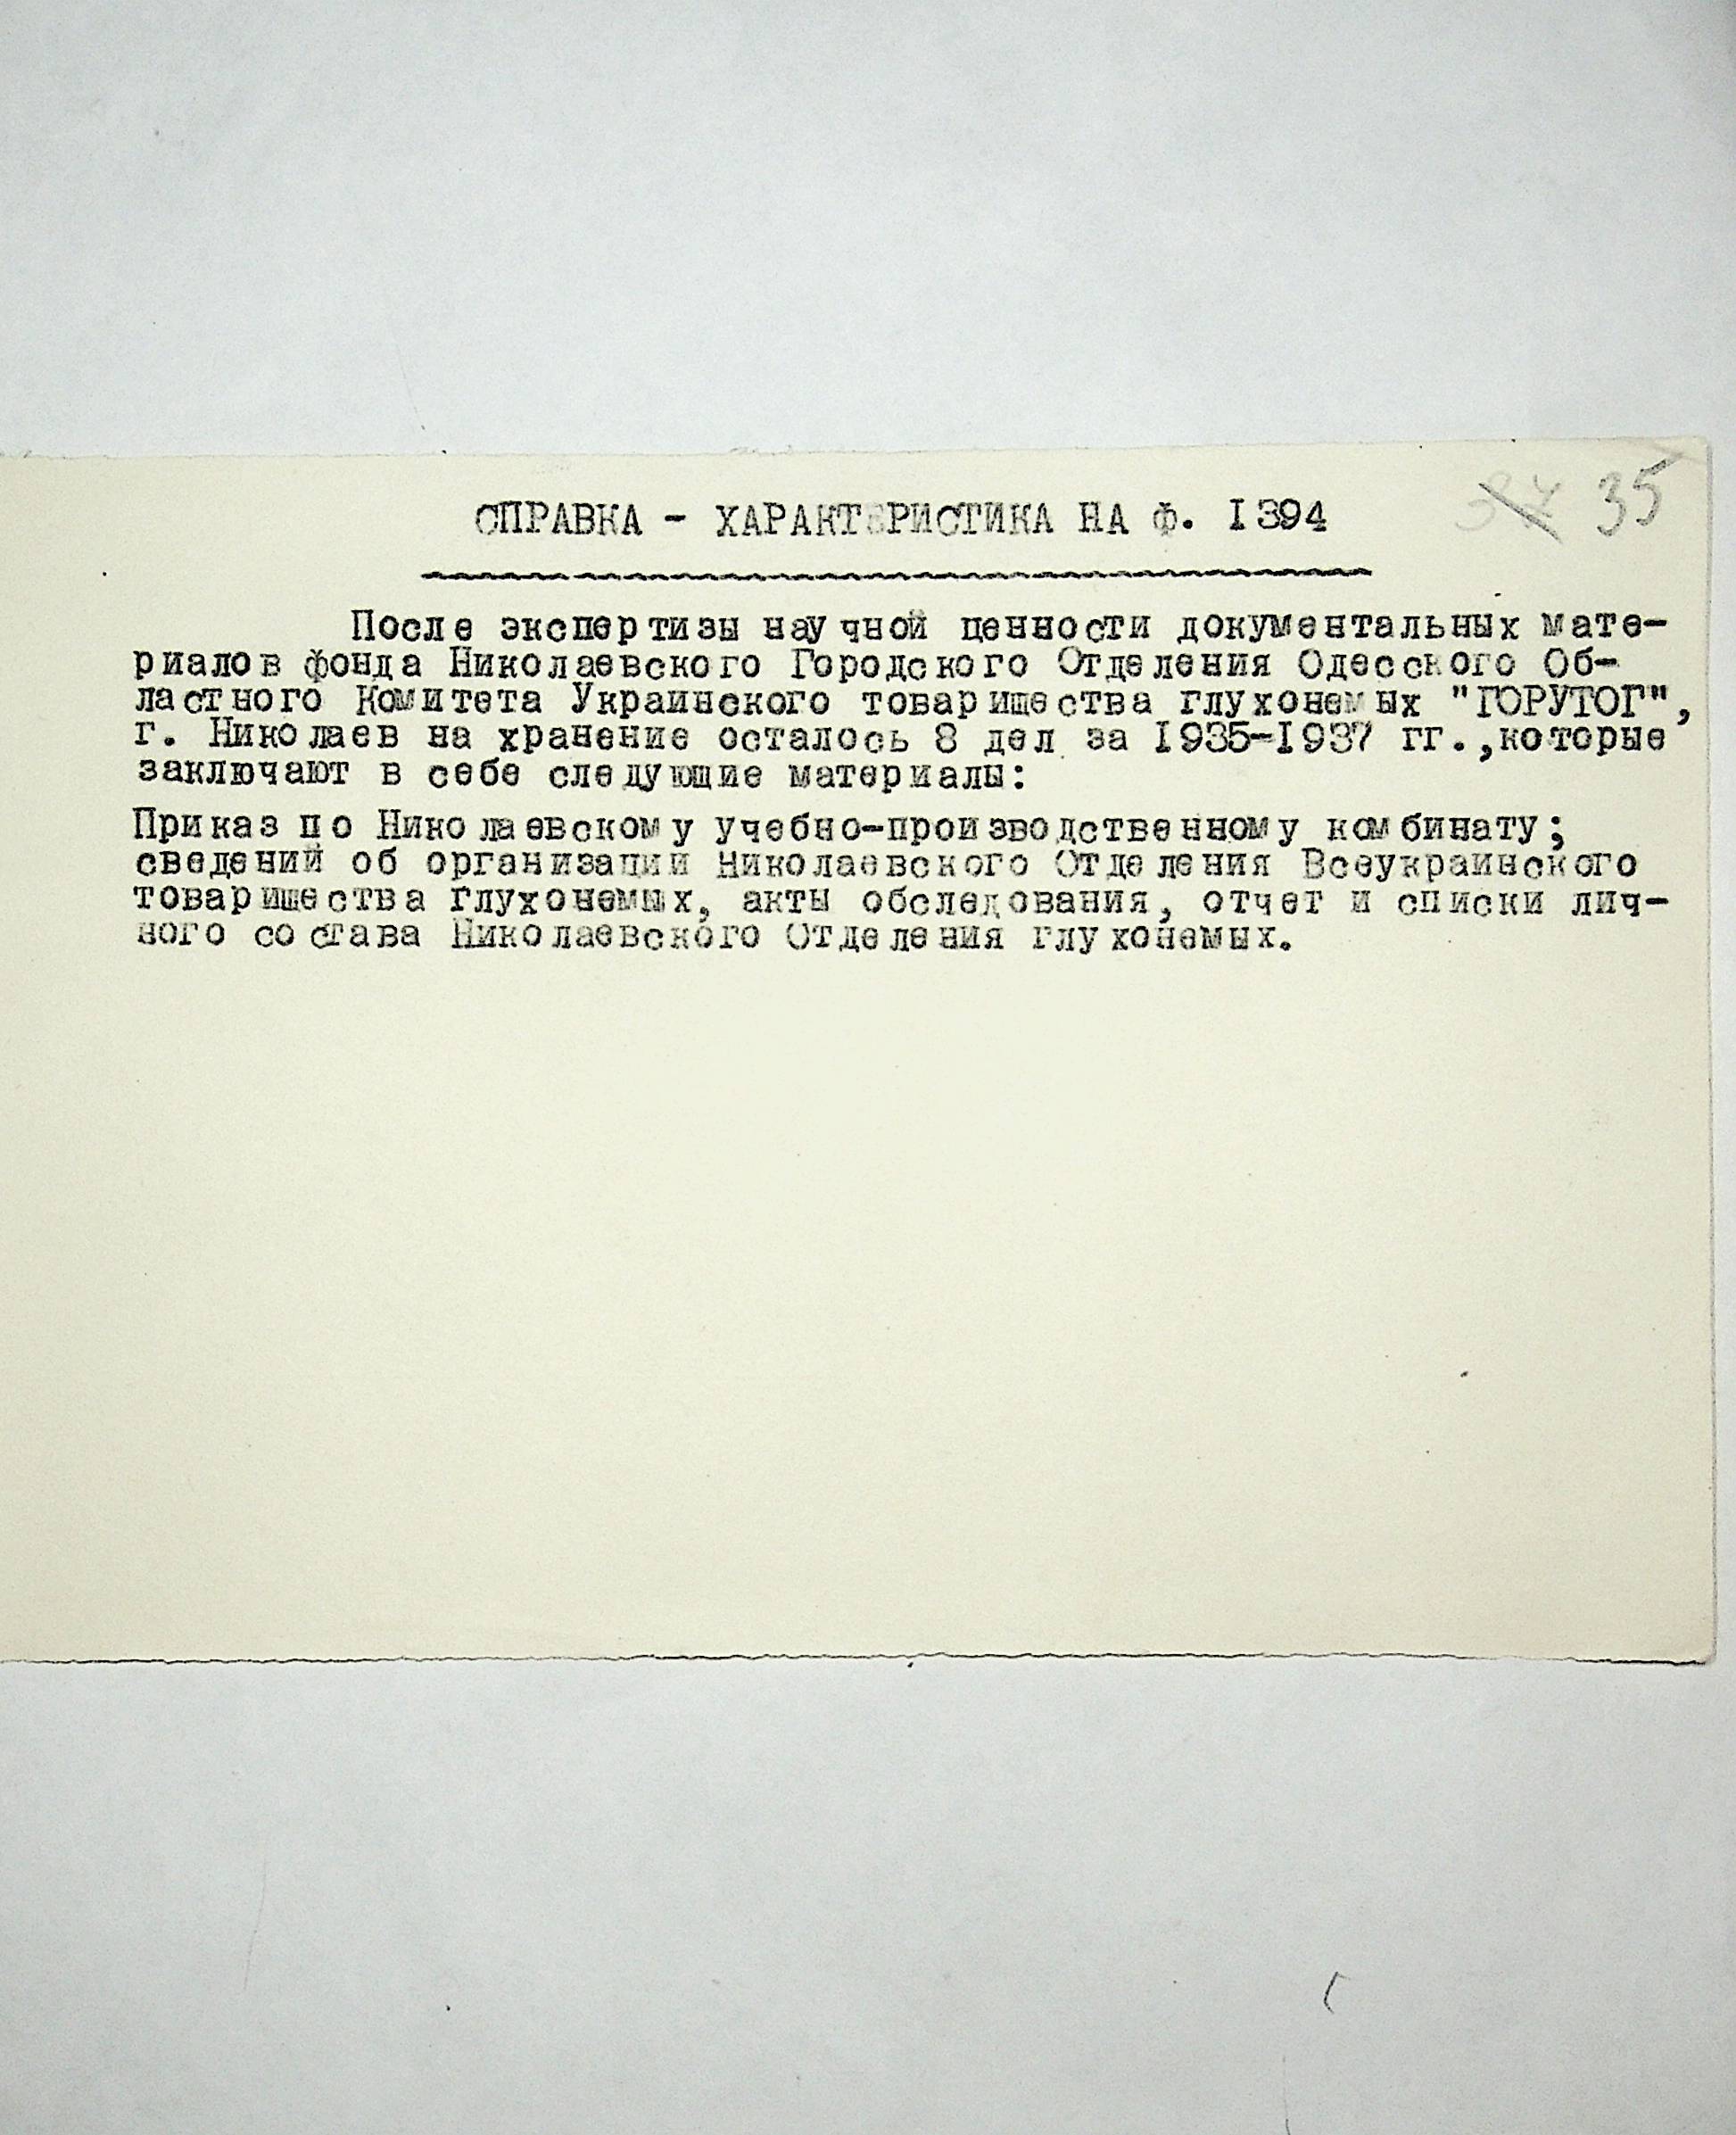 СПРАВКА - ХАРАКТЕРИСТИКА НА Ф. I394
35
После экспертизы научной ценности документальных мате-
риалов фонда Николаевского Городского Отделения Одесского Об-
ластного Комитета Украинского товарищества глухонемых "ГОРУТОГ",
г. Николаев на хранение осталось 8 дел за I935-I937 гг.,которые
заключают в себе следующие материалы:
Приказ по Николаевскому учебно-производственному комбинату;
сведений об организации Николаевского Отделения Всеукраинского
товарищества глухонемых, акты обследования, отчет и списки лич-
ного состава Николаевского Отделения глухонемых.